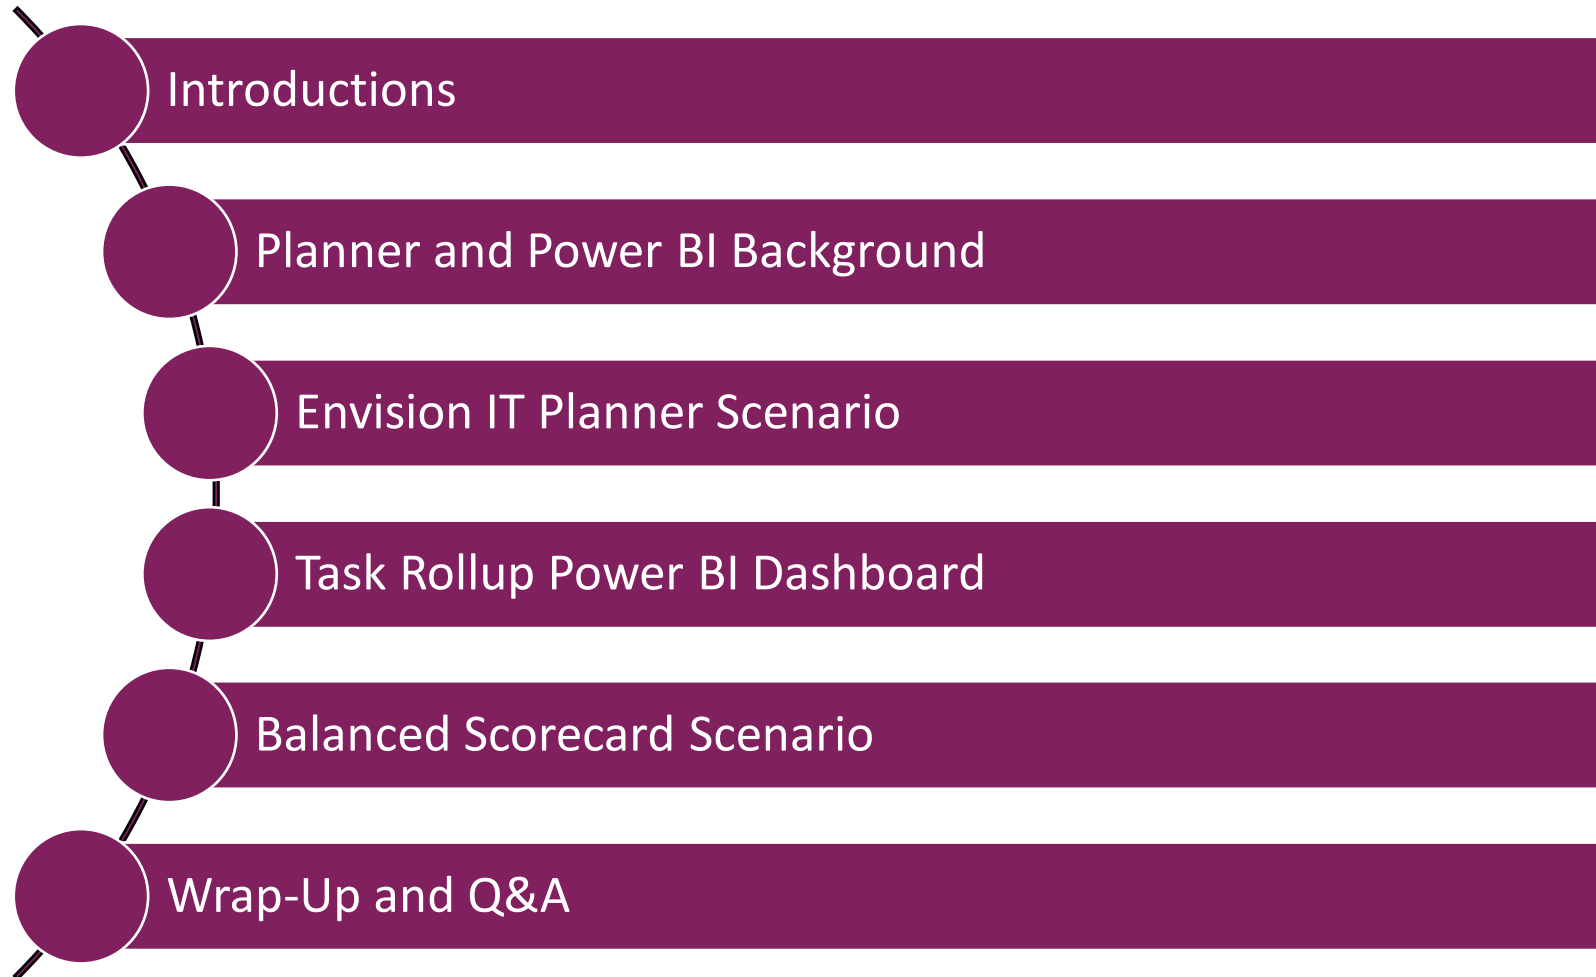 Introductions
Planner and Power BI Background
Envision IT Planner Scenario
Task Rollup Power BI Dashboard
Balanced Scorecard Scenario
Wrap-Up and Q&A